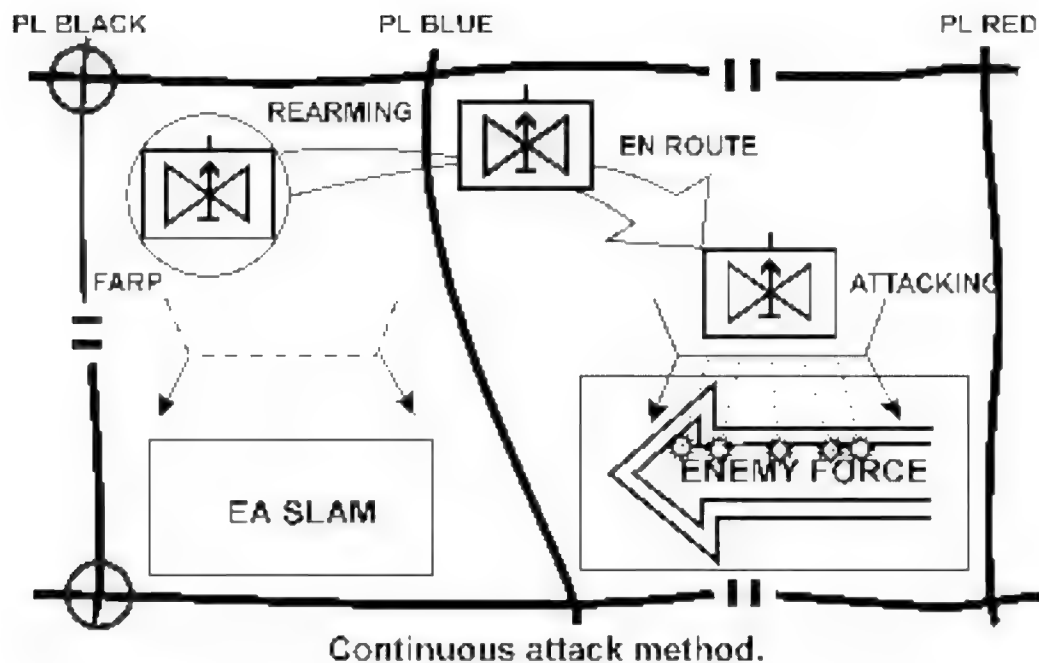 PL BLACK
PL BLUE
PL RED
REARMING
EN ROUTE
FARP
ATTACKING
EA SLAM
ENEMY FORCE
Continuous attack method.